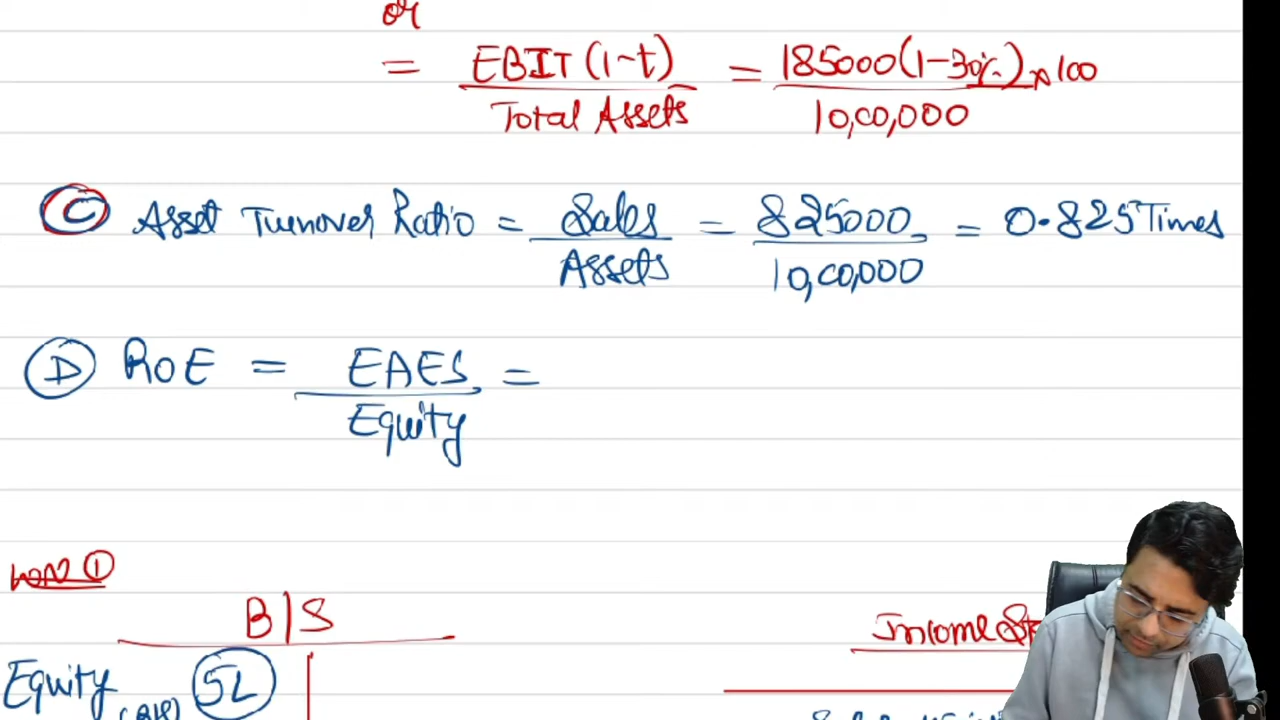 or
= EBIT (1-t) / Total Assets = 185000 (1-30%) / 10,00,000 × 100
C Asset Turnover Ratio = Sales / Assets = 825000 / 10,00,000 = 0.825 Times
D ROE = EAES / Equity =
WN ①
B|S
Income St
Equity 5L